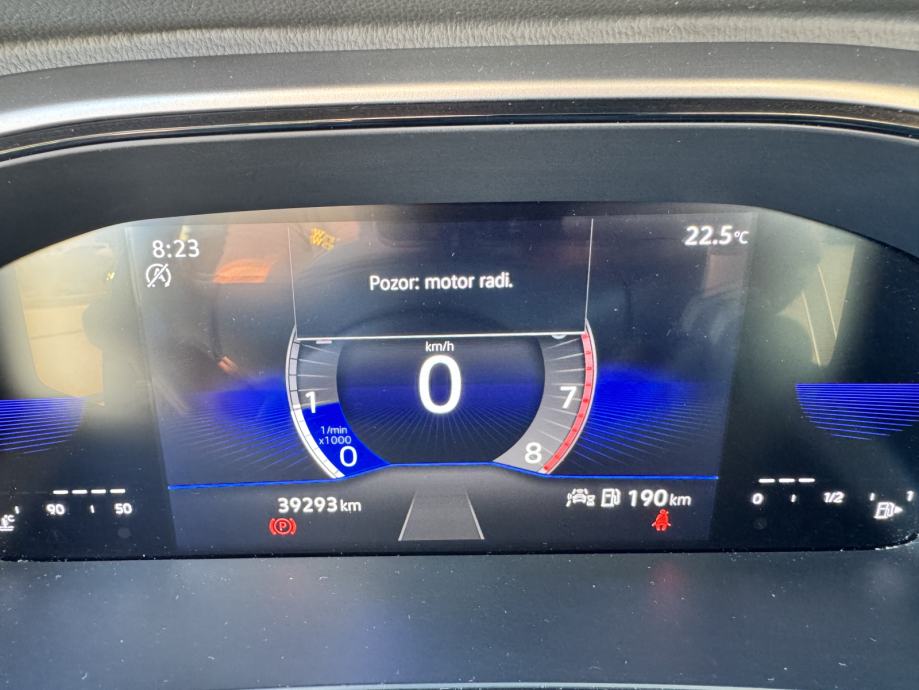 8:23
22.5°C
Pozor: motor radi.
km/h
0
1
7
1/min
x1000
0
8
39293 km
190 km
90 50
0 1/2 1